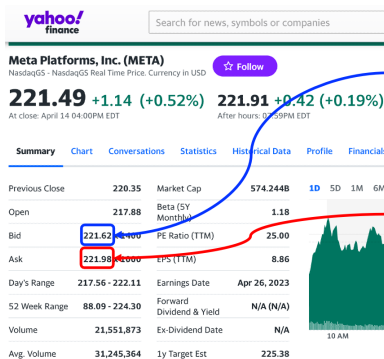 yahoo!
finance
Search for news, symbols or companies
Meta Platforms, Inc. (META)
☆ Follow
NasdaqGS - NasdaqGS Real Time Price. Currency in USD
221.49 +1.14 (+0.52%)
221.91 +0.42 (+0.19%)
At close: April 14 04:00PM EDT
After hours: 07:59PM EDT
Summary Chart Conversations Statistics Historical Data Profile Financials
Previous Close 220.35 Market Cap 574.244B 1D 5D 1M 6M
Open 217.88 Beta (5Y Monthly) 1.18
Bid 221.62 PE Ratio (TTM) 25.00
Ask 221.98 EPS (TTM) 8.86
Day's Range 217.56 - 222.11 Earnings Date Apr 26, 2023
52 Week Range 88.09 - 224.30 Forward Dividend & Yield N/A (N/A)
Volume 21,551,873 Ex-Dividend Date N/A
10 AM
Avg. Volume 31,245,364 1y Target Est 225.38